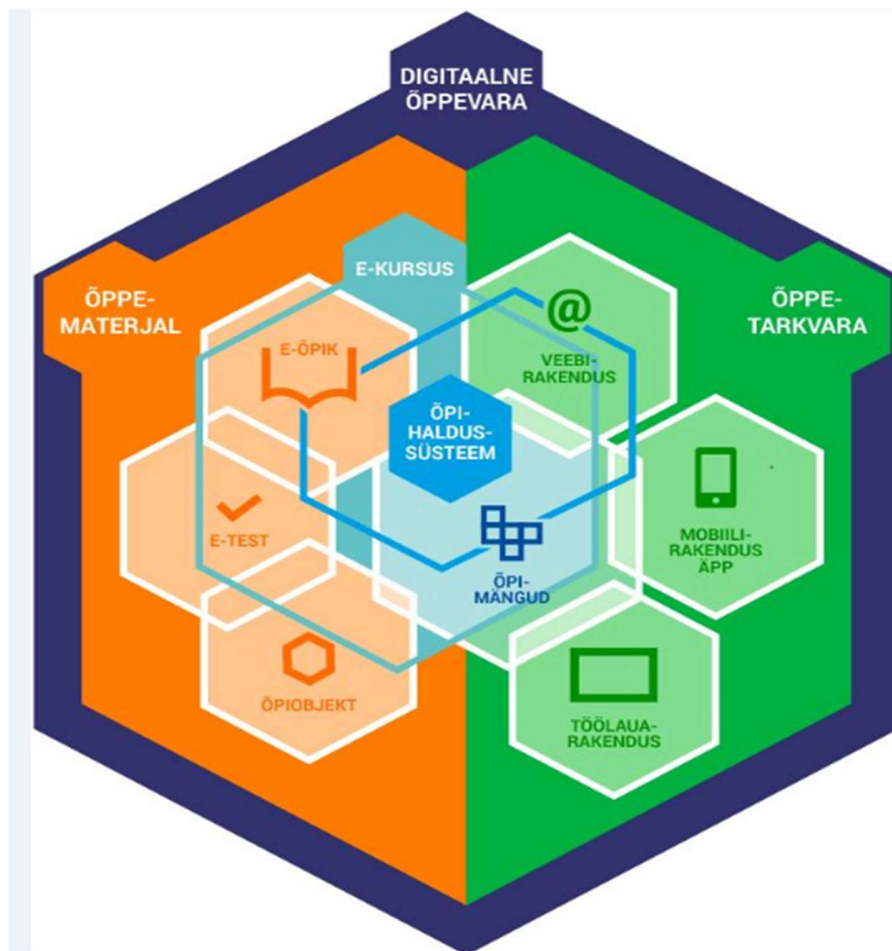 DIGITAALNE
ÕPPEVARA
ÕPPE-
MATERJAL
E-KURSUS
ÕPPE-
TARKVARA
E-ÕPIK
@
VEEBI-
RAKENDUS
ÕPI-
HALDUS-
SÜSTEEM
E-TEST
MOBIILI-
RAKENDUS
ÄPP
ÕPI-
MÄNGUD
ÕPIOBJEKT
TÖÖLAUA-
RAKENDUS